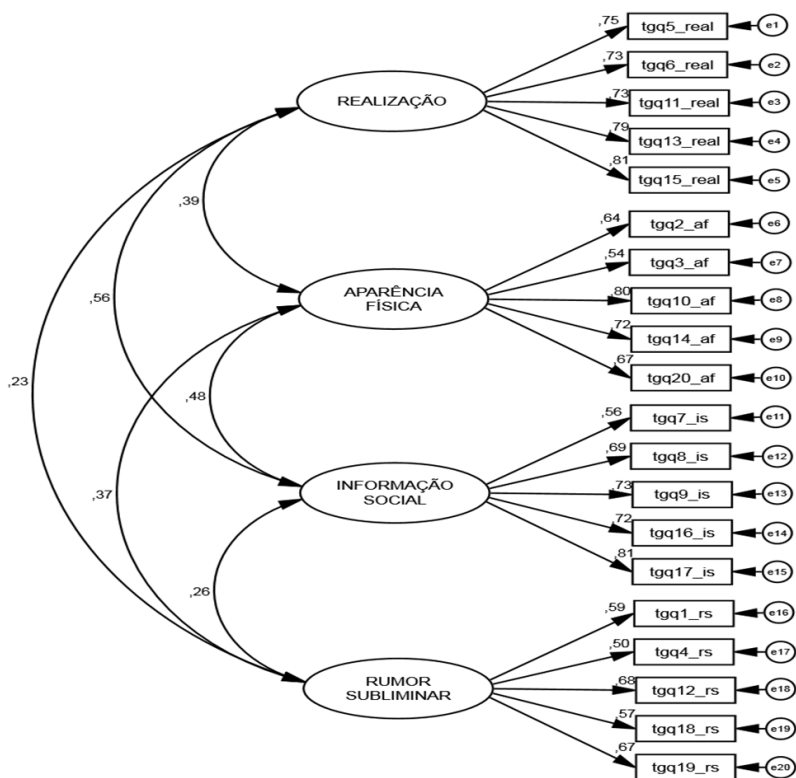 ,75
tgq5_real
e1
,73
tgq6_real
e2
REALIZAÇÃO
,73
tgq11_real
e3
,79
tgq13_real
e4
,81
tgq15_real
e5
,39
,64
tgq2_af
e6
,54
tgq3_af
e7
APARÊNCIA
FÍSICA
,80
tgq10_af
e8
,72
tgq14_af
e9
,67
tgq20_af
e10
,56
,23
,48
,56
tgq7_is
e11
,69
tgq8_is
e12
,37
INFORMAÇÃO
SOCIAL
,73
tgq9_is
e13
,72
tgq16_is
e14
,81
tgq17_is
e15
,26
,59
tgq1_rs
e16
,50
tgq4_rs
e17
RUMOR
SUBLIMINAR
,68
tgq12_rs
e18
,57
tgq18_rs
e19
,67
tgq19_rs
e20